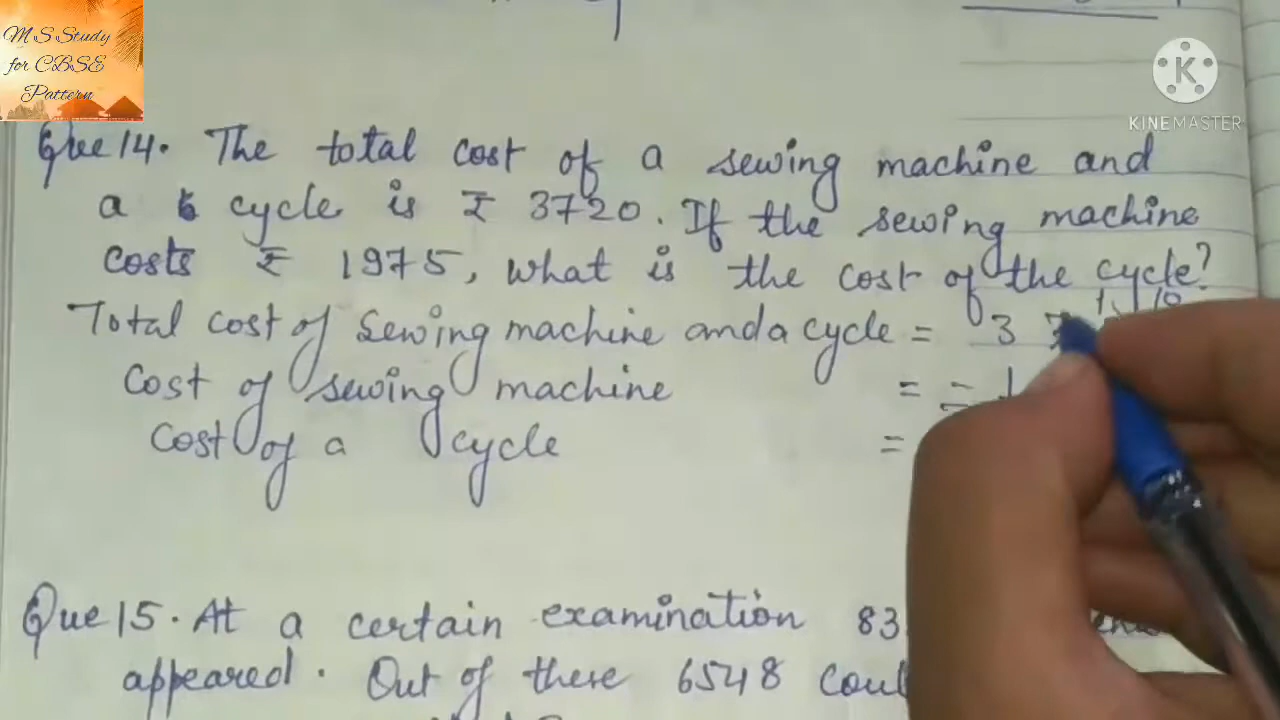 M S Study
for CBSE
Pattern
KINEMASTER
Que 14. The total cost of a sewing machine and
a cycle is ₹ 3720. If the sewing machine
costs ₹ 1975, what is the cost of the cycle?
Total cost of sewing machine and a cycle = 3
Cost of sewing machine = - 1
Cost of a cycle =
Que 15. At a certain examination 83
appeared. Out of these 6548